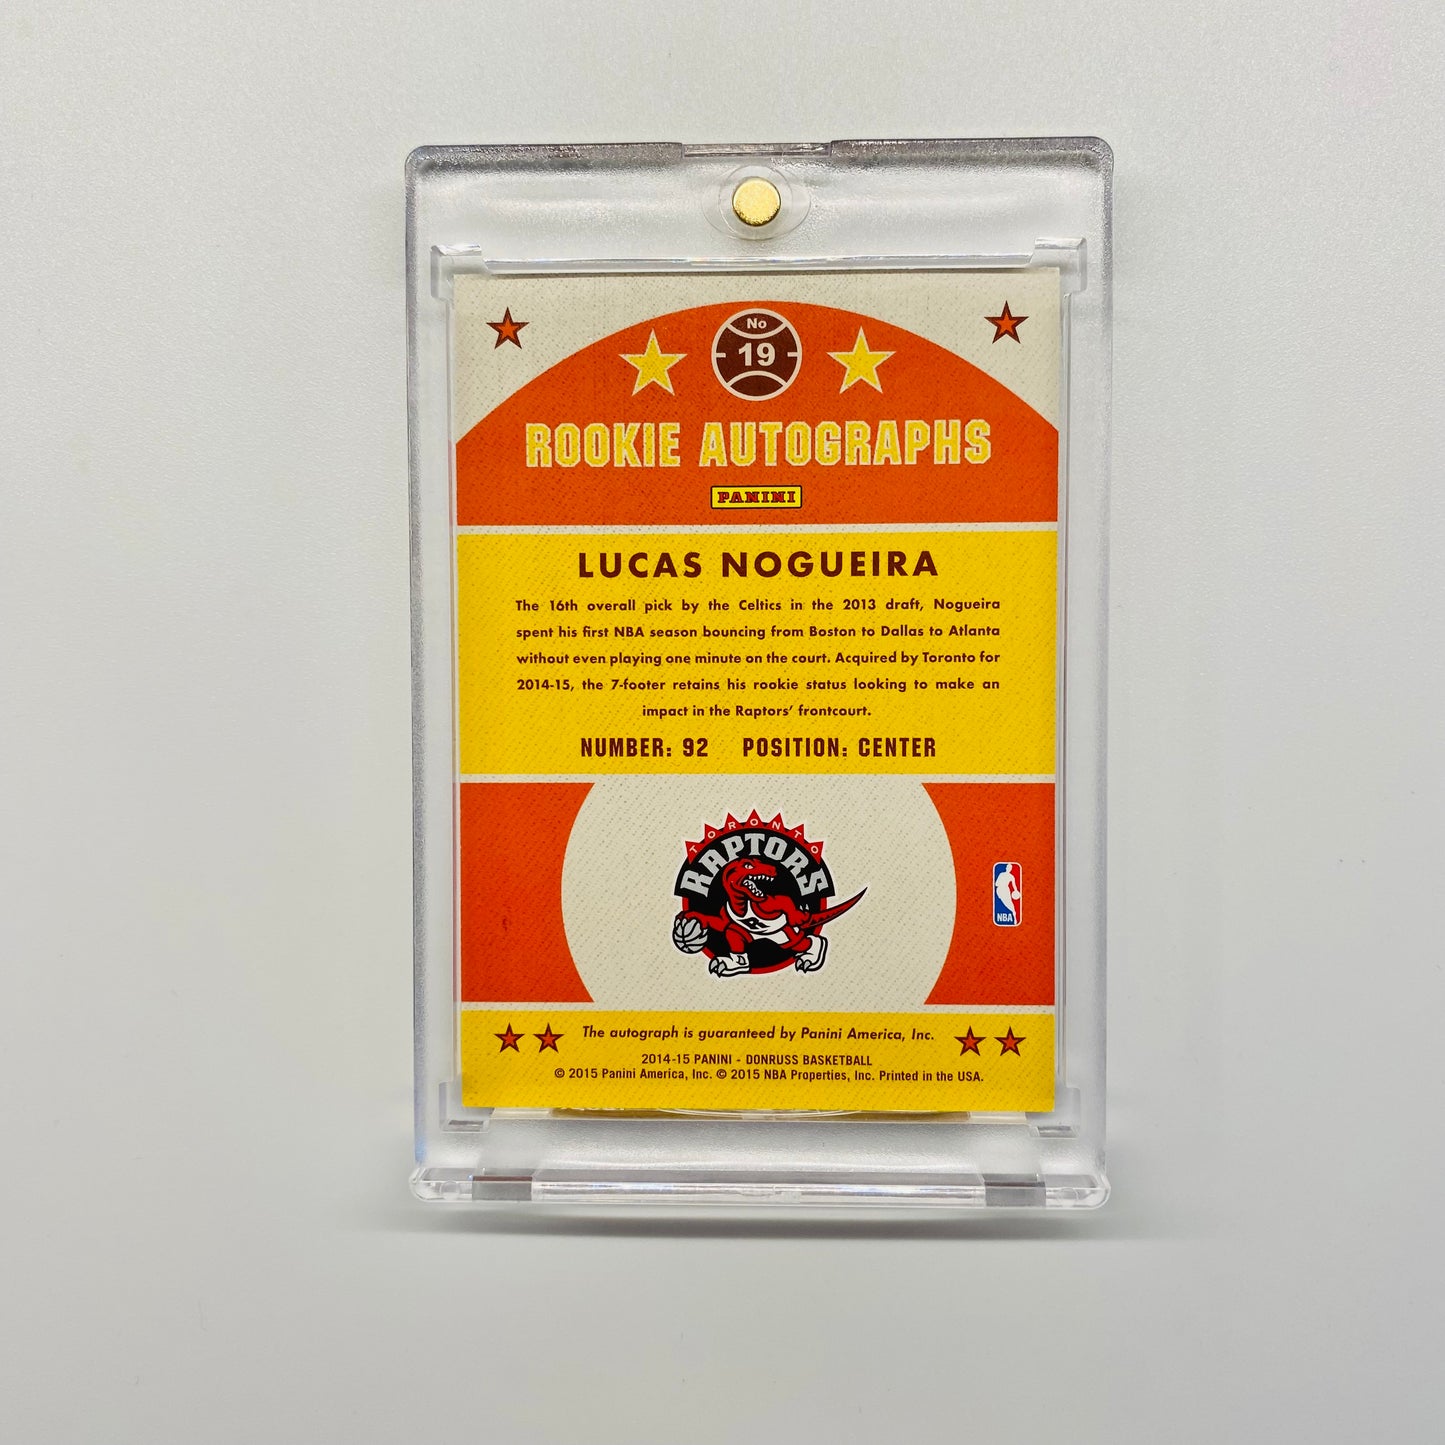 No
19
ROOKIE AUTOGRAPHS
PANINI
LUCAS NOGUEIRA
The 16th overall pick by the Celtics in the 2013 draft, Nogueira
spent his first NBA season bouncing from Boston to Dallas to Atlanta
without even playing one minute on the court. Acquired by Toronto for
2014-15, the 7-footer retains his rookie status looking to make an
impact in the Raptors' frontcourt.
NUMBER: 92 POSITION: CENTER
TORONTO
RAPTORS
NBA
The autograph is guaranteed by Panini America, Inc.
2014-15 PANINI - DONRUSS BASKETBALL
© 2015 Panini America, Inc. © 2015 NBA Properties, Inc. Printed in the USA.